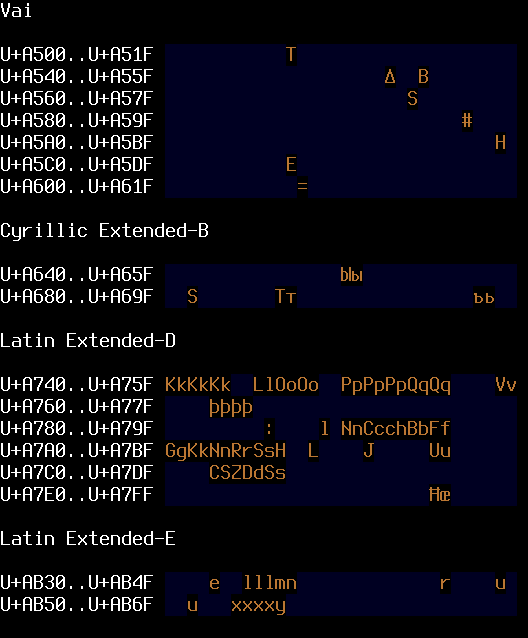 Vai
U+A500..U+A51F T
U+A540..U+A55F Δ B
U+A560..U+A57F S
U+A580..U+A59F #
U+A5A0..U+A5BF H
U+A5C0..U+A5DF E
U+A600..U+A61F =
Cyrillic Extended-B
U+A640..U+A65F ыы
U+A680..U+A69F S Тт ъь
Latin Extended-D
U+A740..U+A75F KkKkKk LlOoOo PpPpPpQqQq Vv
U+A760..U+A77F þþþþ
U+A780..U+A79F : l NnCcchBbFf
U+A7A0..U+A7BF GgKkNnRrSsH L J Uu
U+A7C0..U+A7DF CSZDdSs
U+A7E0..U+A7FF Ħœ
Latin Extended-E
U+AB30..U+AB4F e lllmn r u
U+AB50..U+AB6F u xxxxy